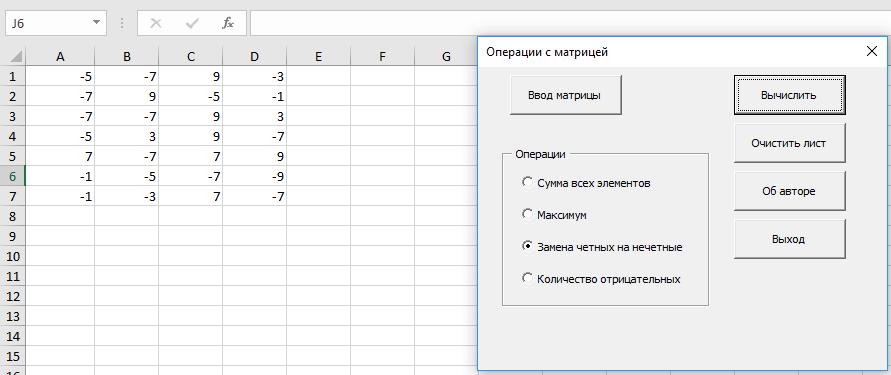 J6
fx
A B C D E F G
1 -5 -7 9 -3
2 -7 9 -5 -1
3 -7 -7 9 3
4 -5 3 9 -7
5 7 -7 7 9
6 -1 -5 -7 -9
7 -1 -3 7 -7
8
9
10
11
12
13
14
15
16
Операции с матрицей
Ввод матрицы
Вычислить
Очистить лист
Об авторе
Выход
Операции
Сумма всех элементов
Максимум
Замена четных на нечетные
Количество отрицательных